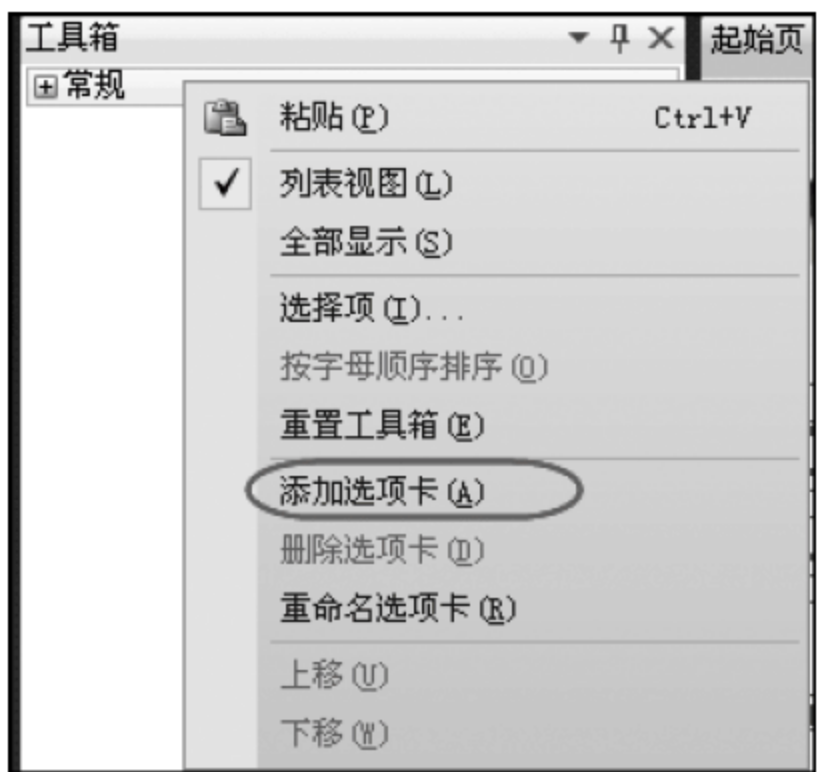 工具箱
起始页
常规
粘贴(P) Ctrl+V
列表视图(L)
全部显示(S)
选择项(I)...
按字母顺序排序(O)
重置工具箱(E)
添加选项卡(A)
删除选项卡(D)
重命名选项卡(R)
上移(U)
下移(W)